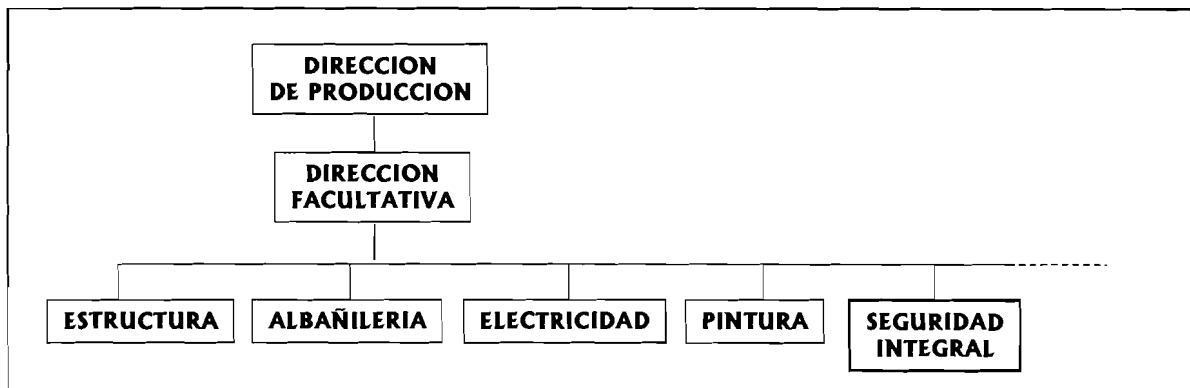 DIRECCION
DE PRODUCCION
DIRECCION
FACULTATIVA
ESTRUCTURA
ALBAÑILERIA
ELECTRICIDAD
PINTURA
SEGURIDAD
INTEGRAL